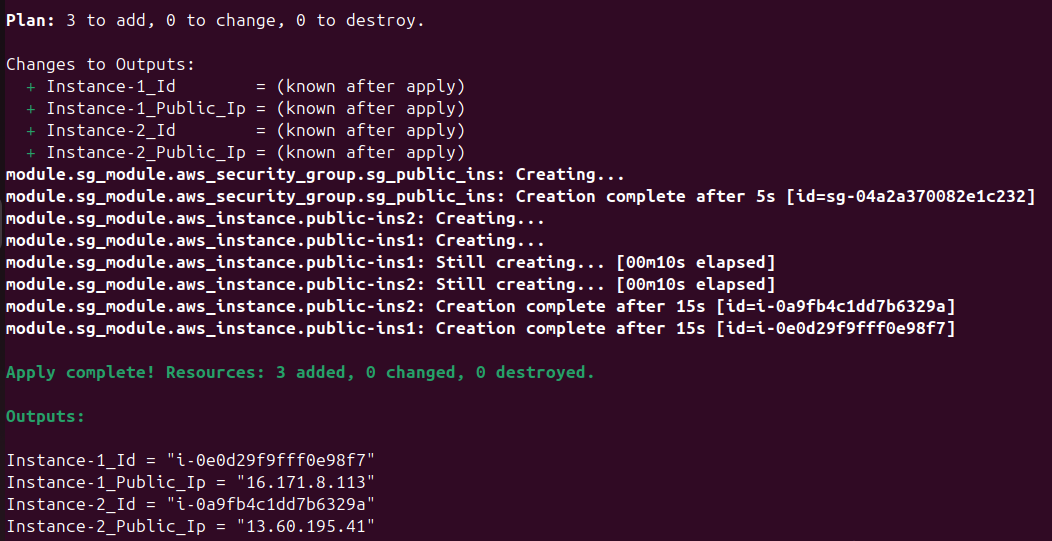 Plan: 3 to add, 0 to change, 0 to destroy.
Changes to Outputs:
+ Instance-1_Id = (known after apply)
+ Instance-1_Public_Ip = (known after apply)
+ Instance-2_Id = (known after apply)
+ Instance-2_Public_Ip = (known after apply)
module.sg_module.aws_security_group.sg_public_ins: Creating...
module.sg_module.aws_security_group.sg_public_ins: Creation complete after 5s [id=sg-04a2a370082e1c232]
module.sg_module.aws_instance.public-ins2: Creating...
module.sg_module.aws_instance.public-ins1: Creating...
module.sg_module.aws_instance.public-ins1: Still creating... [00m10s elapsed]
module.sg_module.aws_instance.public-ins2: Still creating... [00m10s elapsed]
module.sg_module.aws_instance.public-ins2: Creation complete after 15s [id=i-0a9fb4c1dd7b6329a]
module.sg_module.aws_instance.public-ins1: Creation complete after 15s [id=i-0e0d29f9fff0e98f7]
Apply complete! Resources: 3 added, 0 changed, 0 destroyed.
Outputs:
Instance-1_Id = "i-0e0d29f9fff0e98f7"
Instance-1_Public_Ip = "16.171.8.113"
Instance-2_Id = "i-0a9fb4c1dd7b6329a"
Instance-2_Public_Ip = "13.60.195.41"